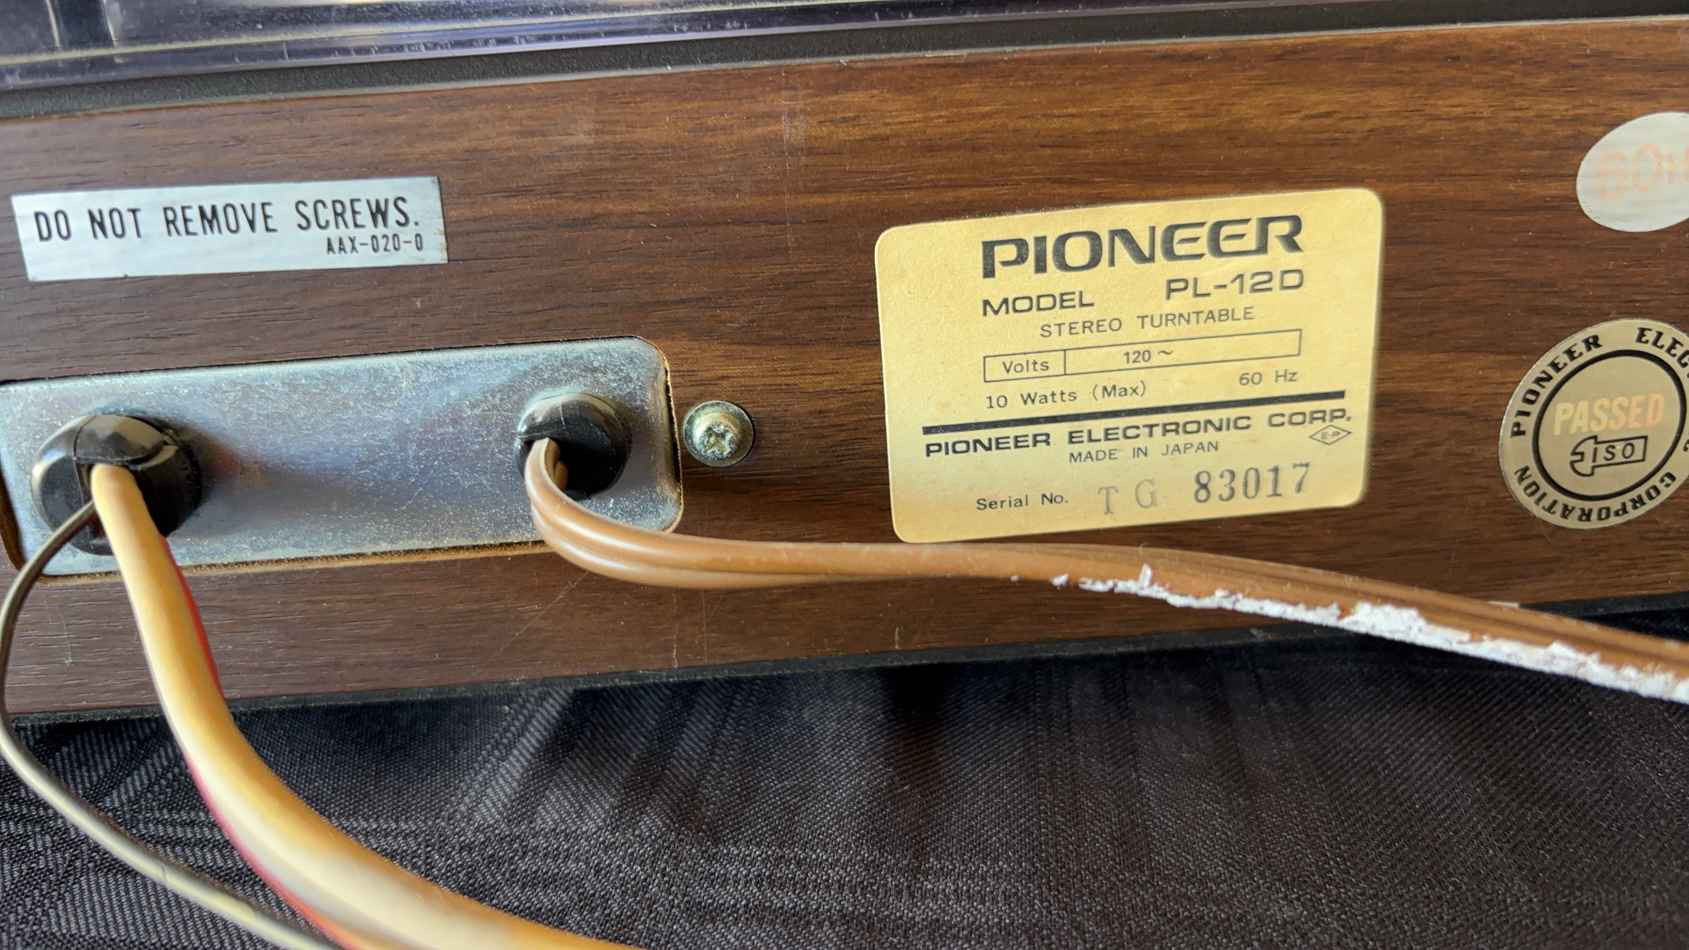 DO NOT REMOVE SCREWS.
AAX-020-0
PIONEER
MODEL PL-12D
STEREO TURNTABLE
Volts 120 ~
10 Watts (Max) 60 Hz
PIONEER ELECTRONIC CORP.
MADE IN JAPAN
Serial No. TG 83017
PIONEER
PASSED
ISO
CORPORATION